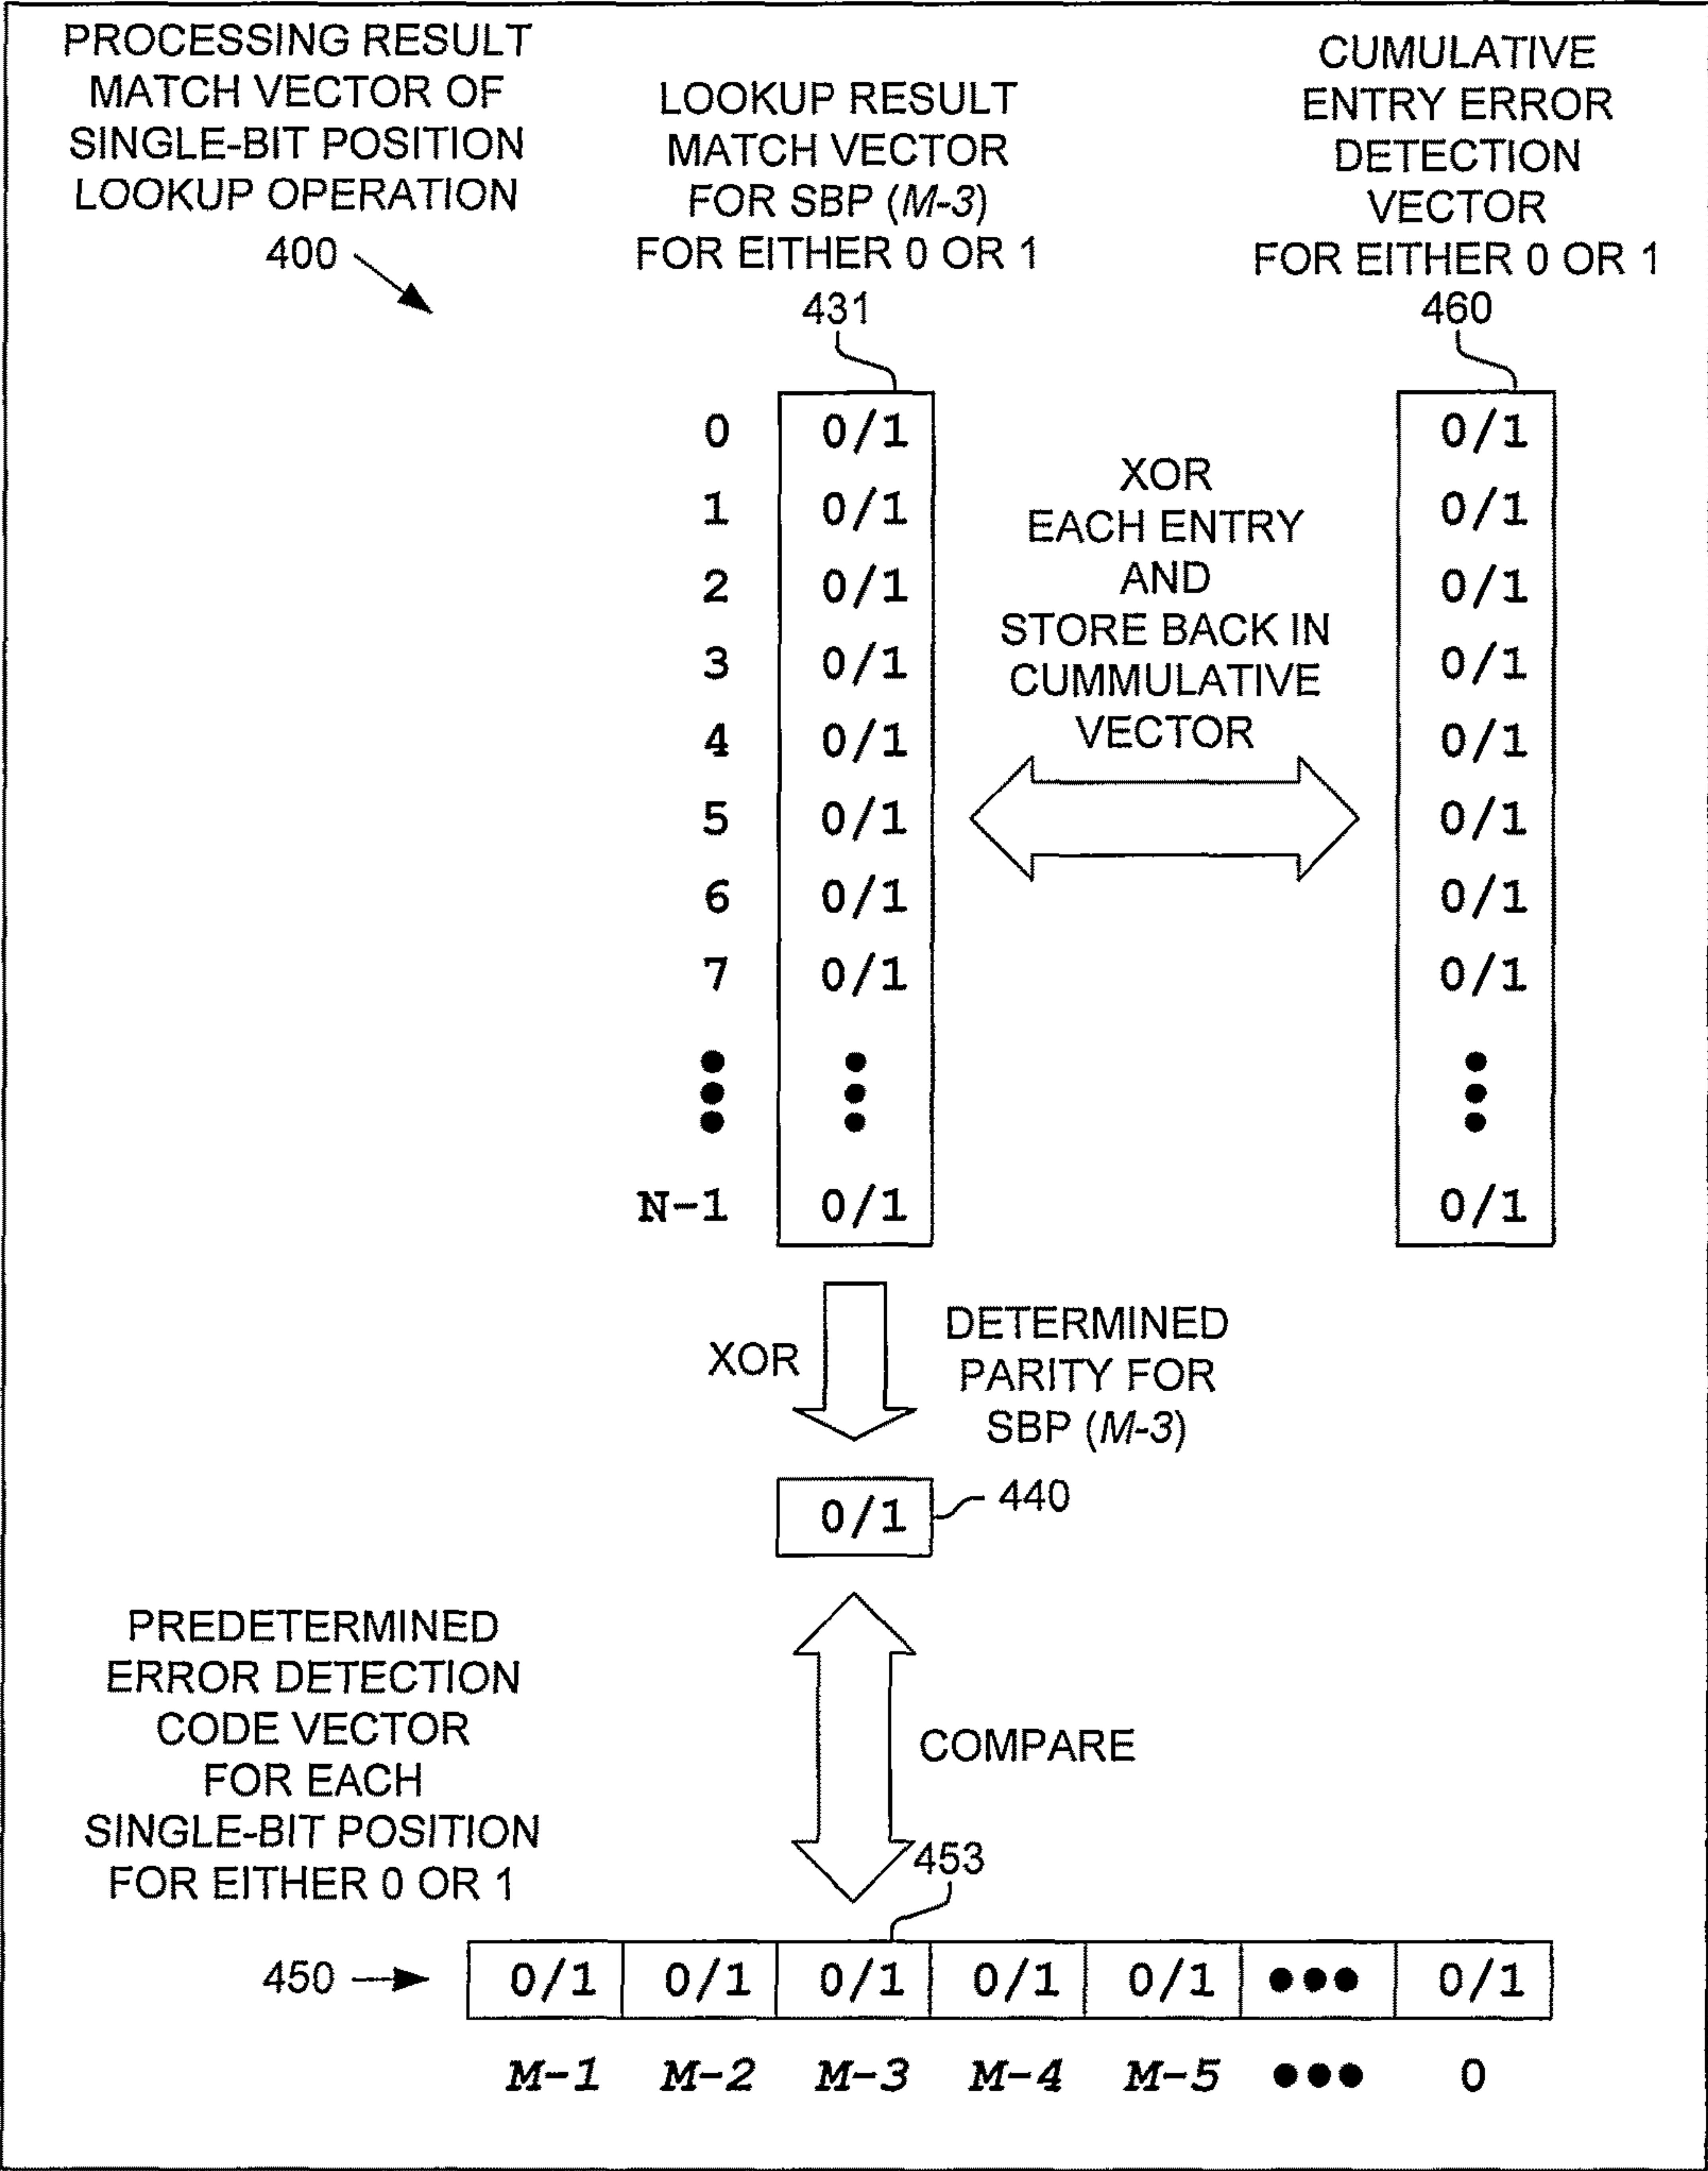 PROCESSING RESULT
MATCH VECTOR OF
SINGLE-BIT POSITION
LOOKUP OPERATION
400
LOOKUP RESULT
MATCH VECTOR
FOR SBP (M-3)
FOR EITHER 0 OR 1
431
CUMULATIVE
ENTRY ERROR
DETECTION
VECTOR
FOR EITHER 0 OR 1
460
0 0/1 0/1
1 0/1 0/1
2 0/1 0/1
3 0/1 0/1
4 0/1 0/1
5 0/1 0/1
6 0/1 0/1
7 0/1 0/1
N-1 0/1 0/1
XOR
EACH ENTRY
AND
STORE BACK IN
CUMMULATIVE
VECTOR
XOR
DETERMINED
PARITY FOR
SBP (M-3)
0/1
440
COMPARE
PREDETERMINED
ERROR DETECTION
CODE VECTOR
FOR EACH
SINGLE-BIT POSITION
FOR EITHER 0 OR 1
453
450 0/1 0/1 0/1 0/1 0/1 ••• 0/1
M-1 M-2 M-3 M-4 M-5 ••• 0